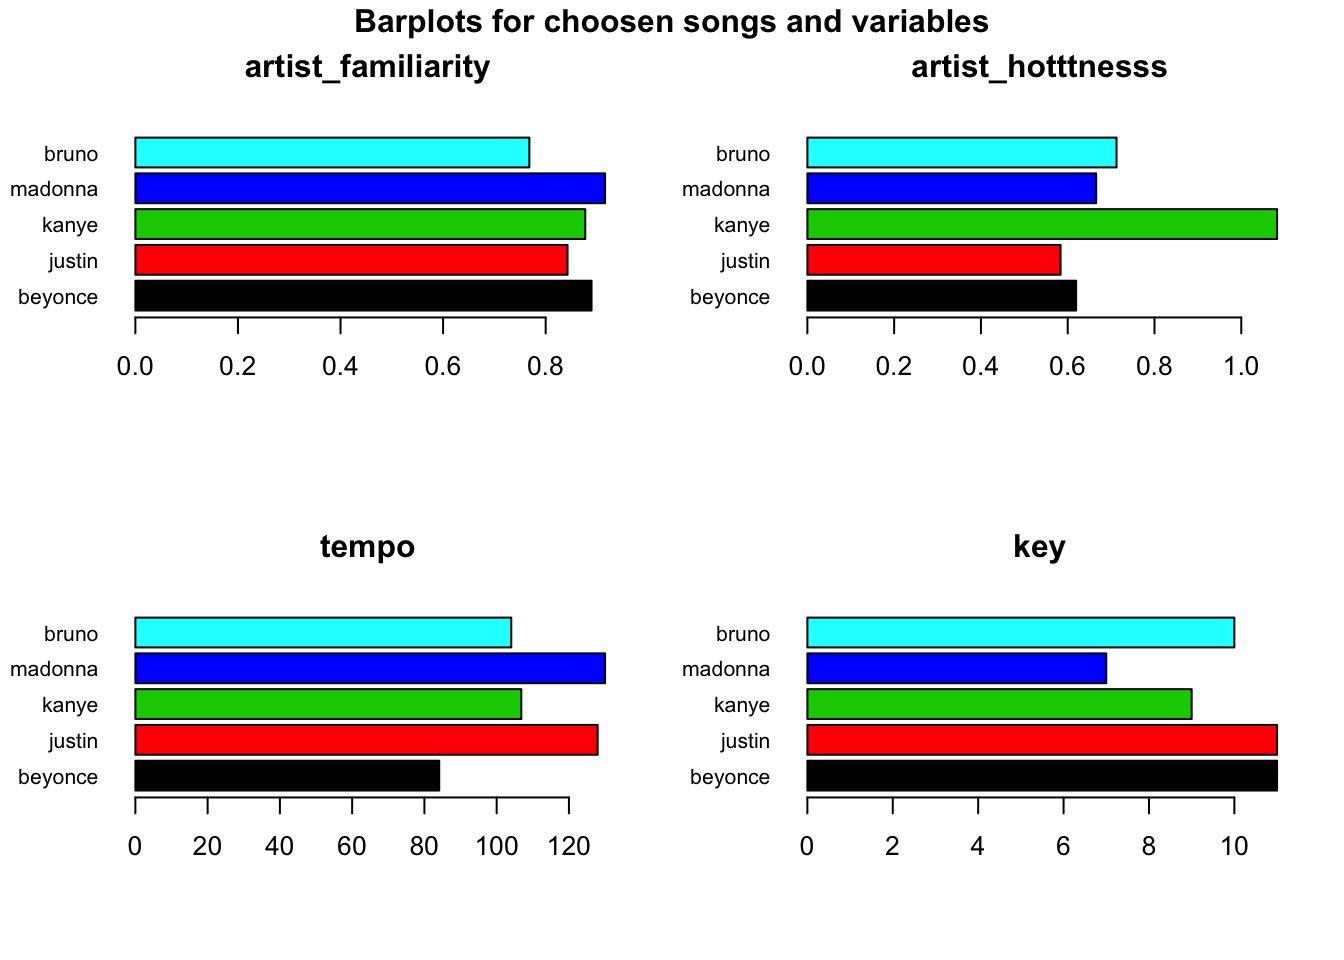 Barplots for choosen songs and variables
artist_familiarity
bruno
madonna
kanye
justin
beyonce
0.0 0.2 0.4 0.6 0.8
artist_hotttnesss
bruno
madonna
kanye
justin
beyonce
0.0 0.2 0.4 0.6 0.8 1.0
tempo
bruno
madonna
kanye
justin
beyonce
0 20 40 60 80 100 120
key
bruno
madonna
kanye
justin
beyonce
0 2 4 6 8 10